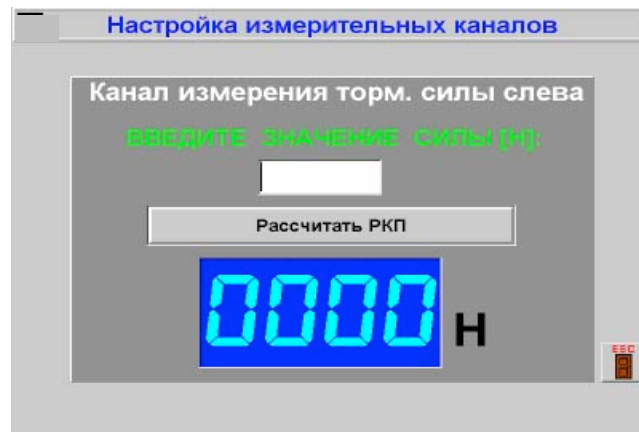 Настройка измерительных каналов
Канал измерения торм. силы слева
ВВЕДИТЕ ЗНАЧЕНИЕ СИЛЫ [Н]:
Рассчитать РКП
0000 Н
ESC